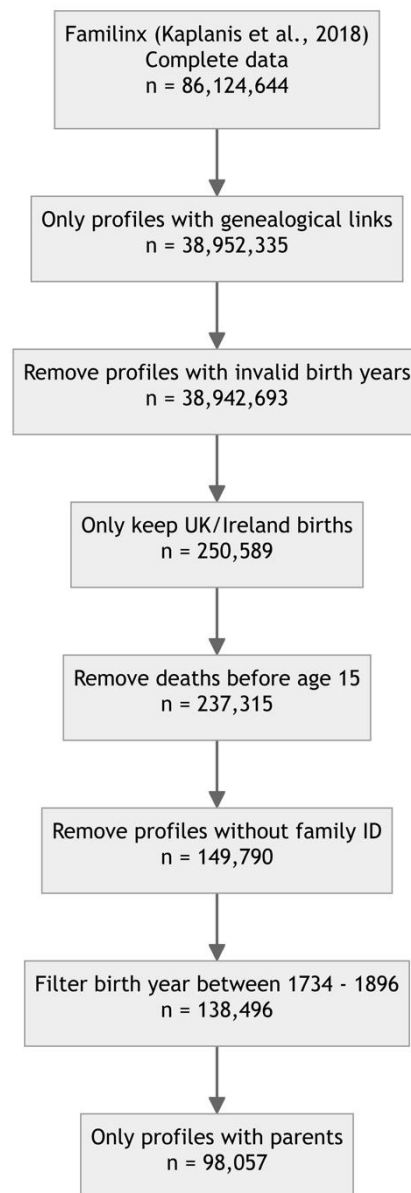 Familinx (Kaplanis et al., 2018)
Complete data
n = 86,124,644
Only profiles with genealogical links
n = 38,952,335
Remove profiles with invalid birth years
n = 38,942,693
Only keep UK/Ireland births
n = 250,589
Remove deaths before age 15
n = 237,315
Remove profiles without family ID
n = 149,790
Filter birth year between 1734 - 1896
n = 138,496
Only profiles with parents
n = 98,057